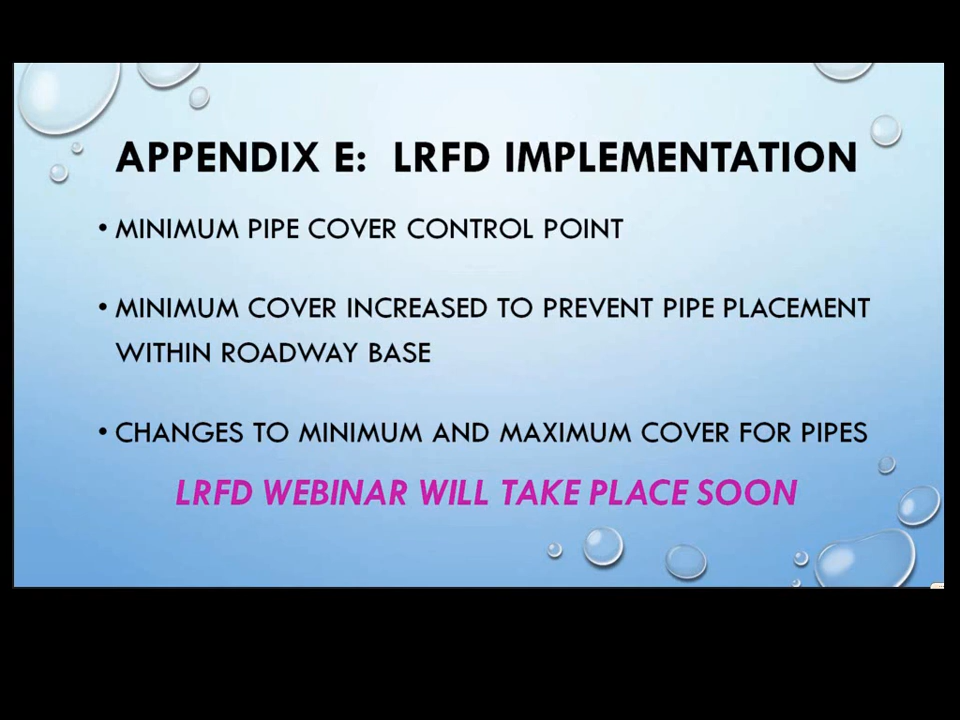 APPENDIX E: LRFD IMPLEMENTATION
• MINIMUM PIPE COVER CONTROL POINT
• MINIMUM COVER INCREASED TO PREVENT PIPE PLACEMENT
WITHIN ROADWAY BASE
• CHANGES TO MINIMUM AND MAXIMUM COVER FOR PIPES
LRFD WEBINAR WILL TAKE PLACE SOON